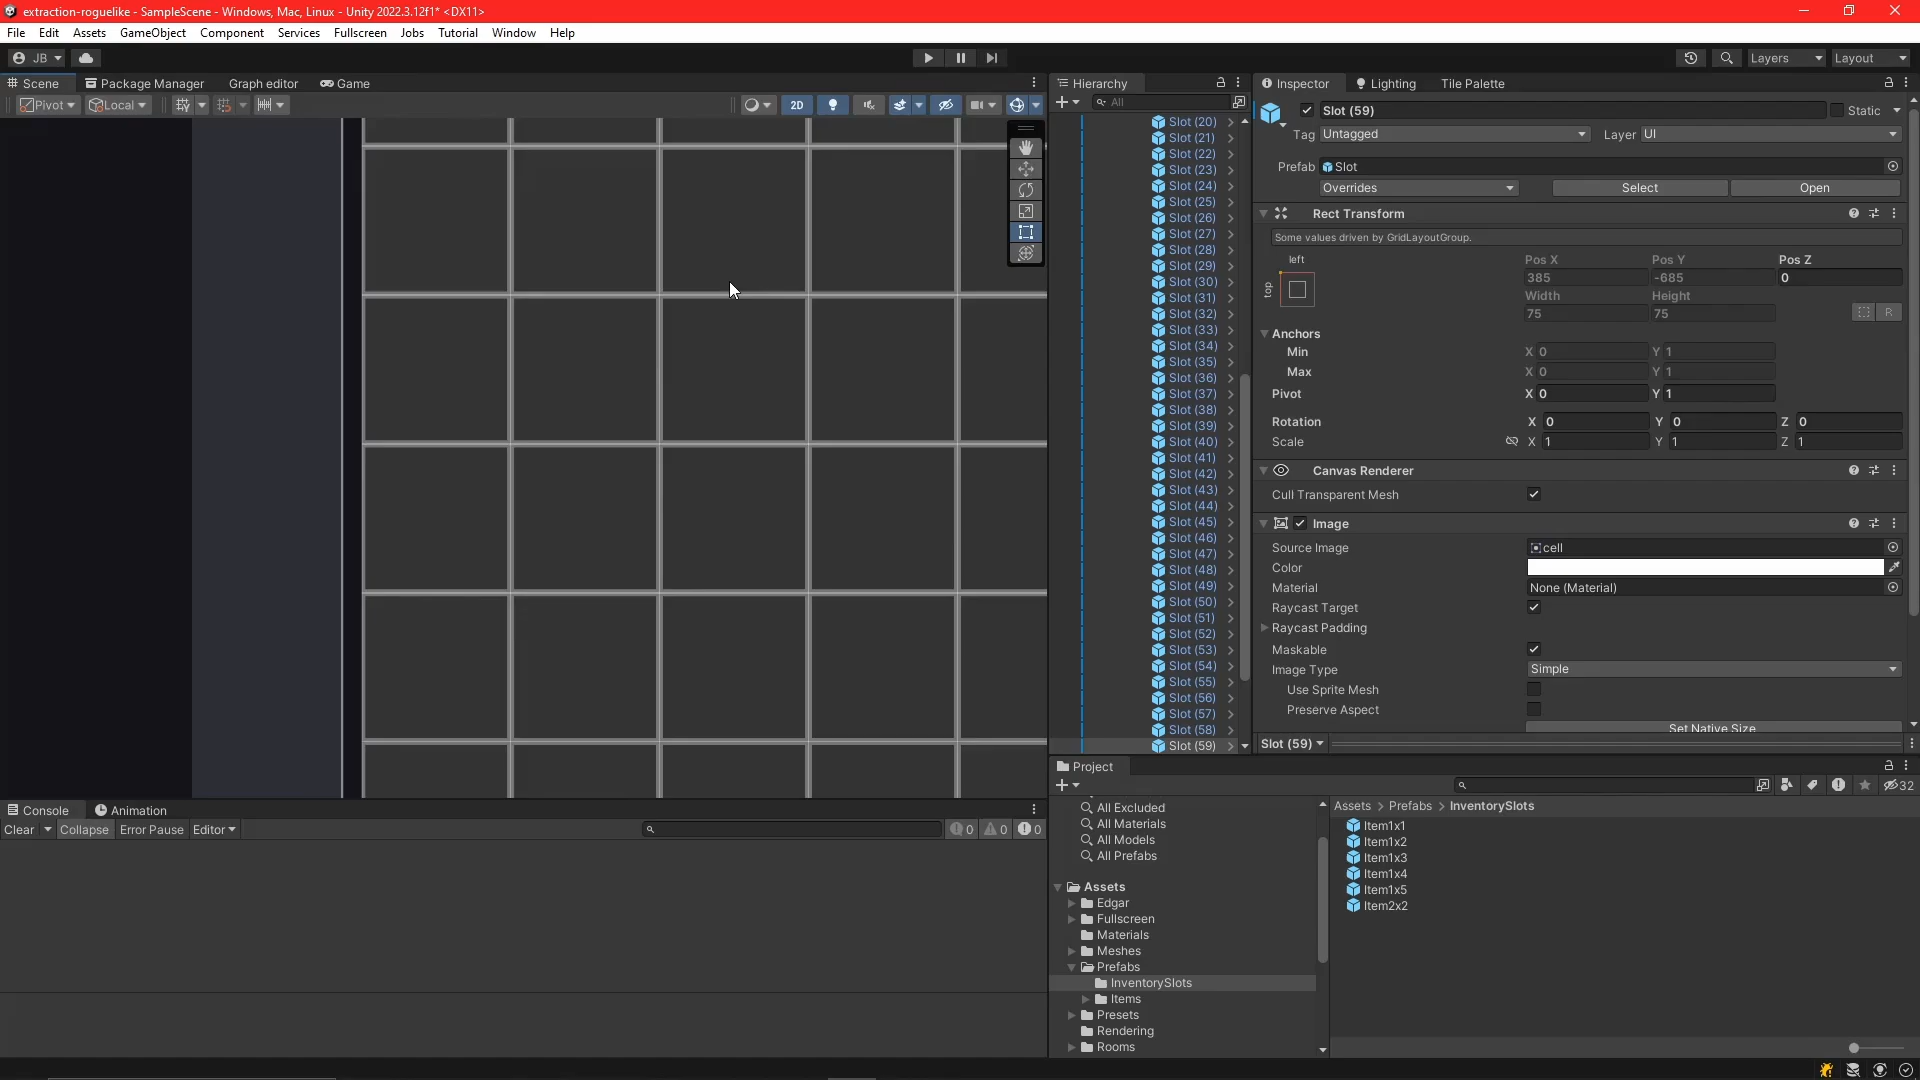 extraction-roguelike - SampleScene - Windows, Mac, Linux - Unity 2022.3.12f1* <DX11>
File Edit Assets GameObject Component Services Fullscreen Jobs Tutorial Window Help
JB Layers Layout
Scene Package Manager Graph editor Game
Pivot Local 2D
Hierarchy
All
Slot (20)
Slot (21)
Slot (22)
Slot (23)
Slot (24)
Slot (25)
Slot (26)
Slot (27)
Slot (28)
Slot (29)
Slot (30)
Slot (31)
Slot (32)
Slot (33)
Slot (34)
Slot (35)
Slot (36)
Slot (37)
Slot (38)
Slot (39)
Slot (40)
Slot (41)
Slot (42)
Slot (43)
Slot (44)
Slot (45)
Slot (46)
Slot (47)
Slot (48)
Slot (49)
Slot (50)
Slot (51)
Slot (52)
Slot (53)
Slot (54)
Slot (55)
Slot (56)
Slot (57)
Slot (58)
Slot (59)
Inspector Lighting Tile Palette
Slot (59) Static
Tag Untagged Layer UI
Prefab Slot
Overrides Select Open
Rect Transform
Some values driven by GridLayoutGroup.
left Pos X Pos Y Pos Z
top 385 -685 0
Width Height
75 75 R
Anchors
Min X 0 Y 1
Max X 0 Y 1
Pivot X 0 Y 1
Rotation X 0 Y 0 Z 0
Scale X 1 Y 1 Z 1
Canvas Renderer
Cull Transparent Mesh
Image
Source Image cell
Color
Material None (Material)
Raycast Target
Raycast Padding
Maskable
Image Type Simple
Use Sprite Mesh
Preserve Aspect
Set Native Size
Slot (59)
Console Animation
Clear Collapse Error Pause Editor 0 0 0
Project
32
All Excluded
All Materials
All Models
All Prefabs
Assets
Edgar
Fullscreen
Materials
Meshes
Prefabs
InventorySlots
Items
Presets
Rendering
Rooms
Assets > Prefabs > InventorySlots
Item1x1
Item1x2
Item1x3
Item1x4
Item1x5
Item2x2